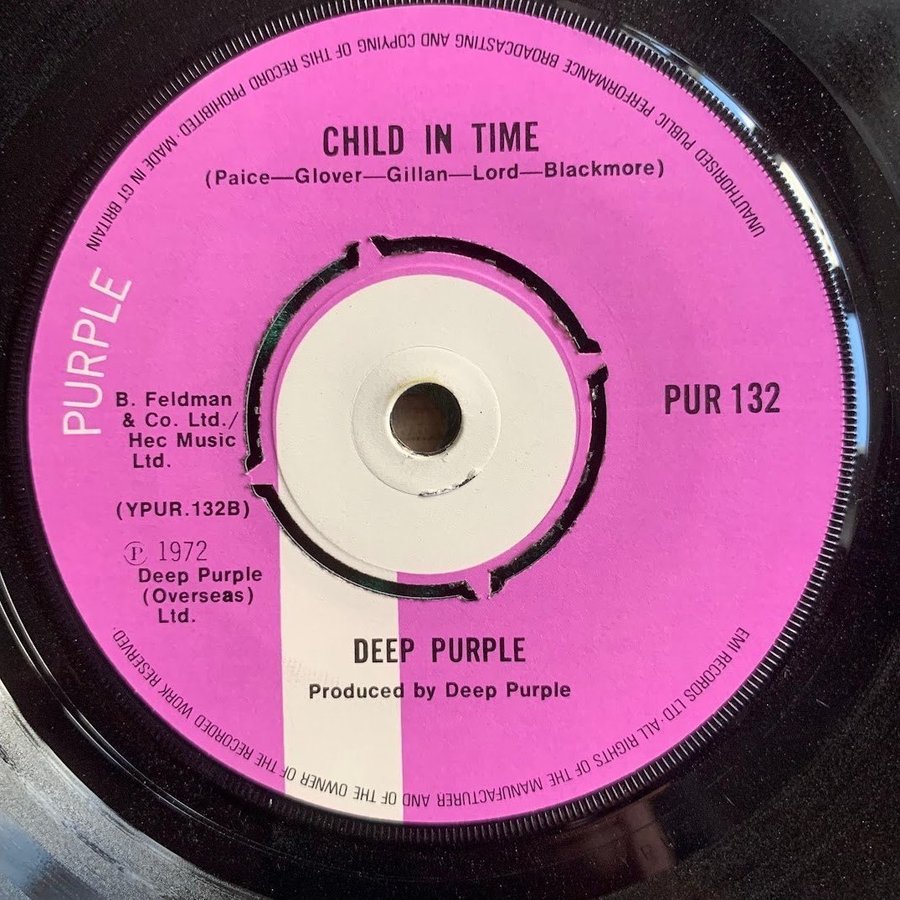 UNAUTHORISED PUBLIC PERFORMANCE BROADCASTING AND COPYING OF THIS RECORD PROHIBITED · MADE IN GT BRITAIN
CHILD IN TIME
(Paice—Glover—Gillan—Lord—Blackmore)
PURPLE
B. Feldman
& Co. Ltd./
Hec Music
Ltd.
PUR 132
(YPUR.132B)
Ⓟ 1972
Deep Purple
(Overseas)
Ltd.
DEEP PURPLE
Produced by Deep Purple
EMI RECORDS LTD · ALL RIGHTS OF THE MANUFACTURER AND OF THE OWNER OF THE RECORDED WORK RESERVED ·